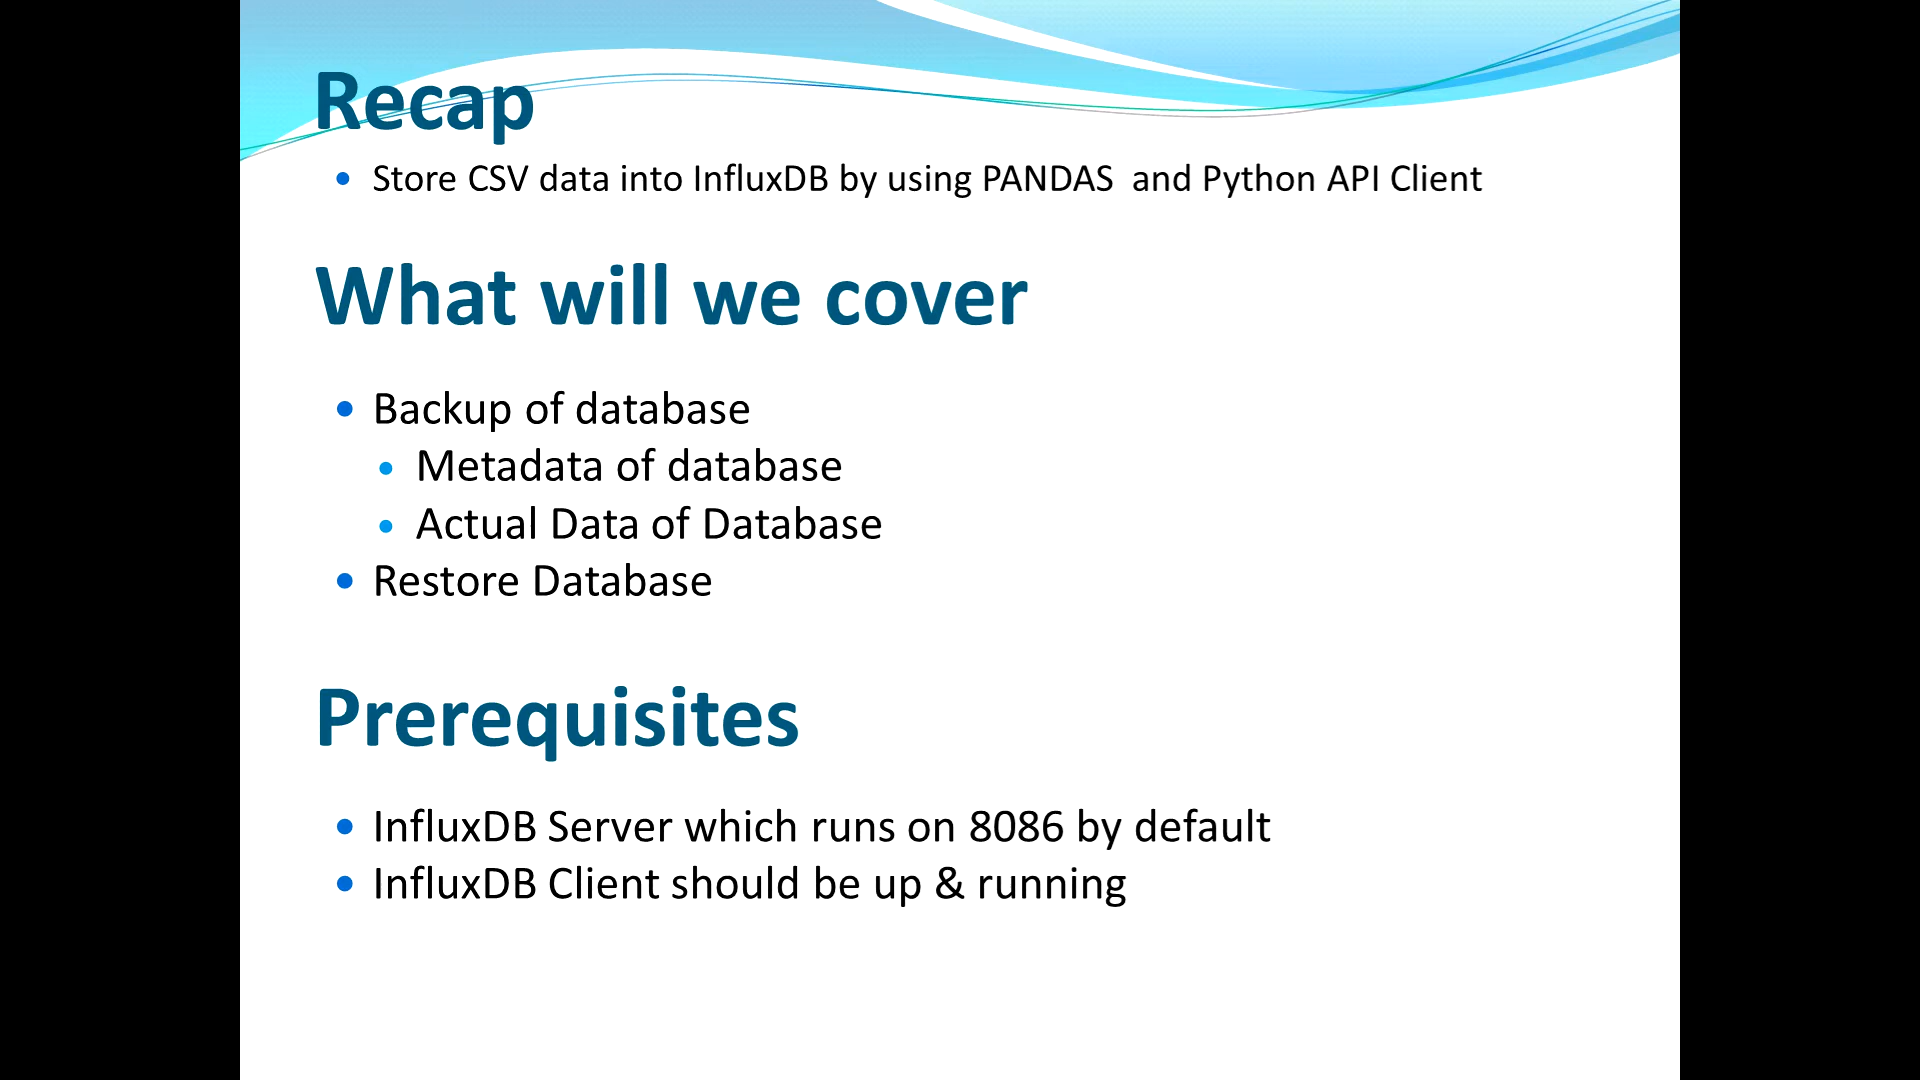 Recap
• Store CSV data into InfluxDB by using PANDAS and Python API Client
What will we cover
• Backup of database
• Metadata of database
• Actual Data of Database
• Restore Database
Prerequisites
• InfluxDB Server which runs on 8086 by default
• InfluxDB Client should be up & running